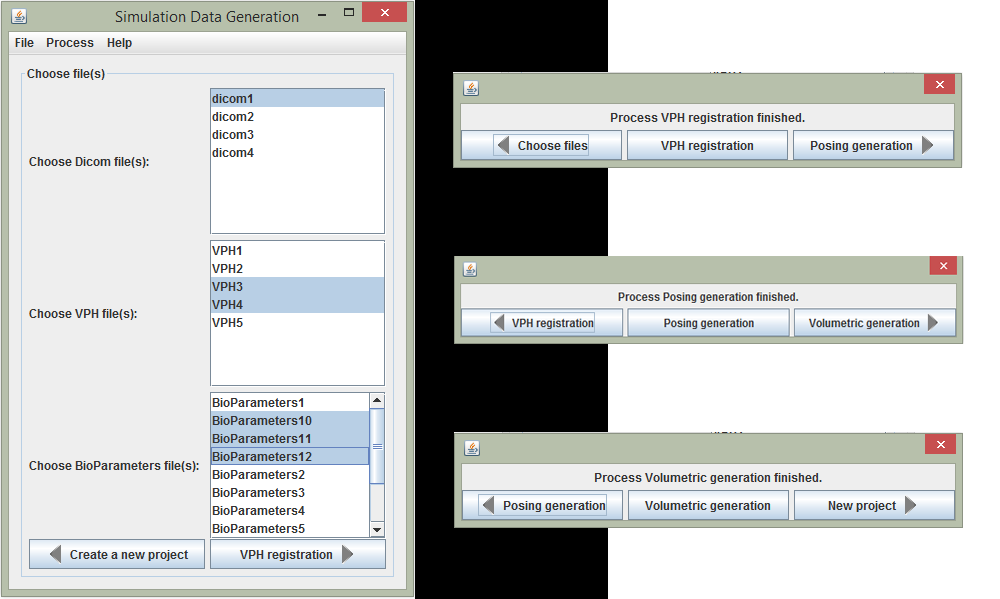 Simulation Data Generation
File Process Help
Choose file(s)
Choose Dicom file(s):
dicom1
dicom2
dicom3
dicom4
Choose VPH file(s):
VPH1
VPH2
VPH3
VPH4
VPH5
Choose BioParameters file(s):
BioParameters1
BioParameters10
BioParameters11
BioParameters12
BioParameters2
BioParameters3
BioParameters4
BioParameters5
Create a new project VPH registration
Process VPH registration finished.
Choose files VPH registration Posing generation
Process Posing generation finished.
VPH registration Posing generation Volumetric generation
Process Volumetric generation finished.
Posing generation Volumetric generation New project